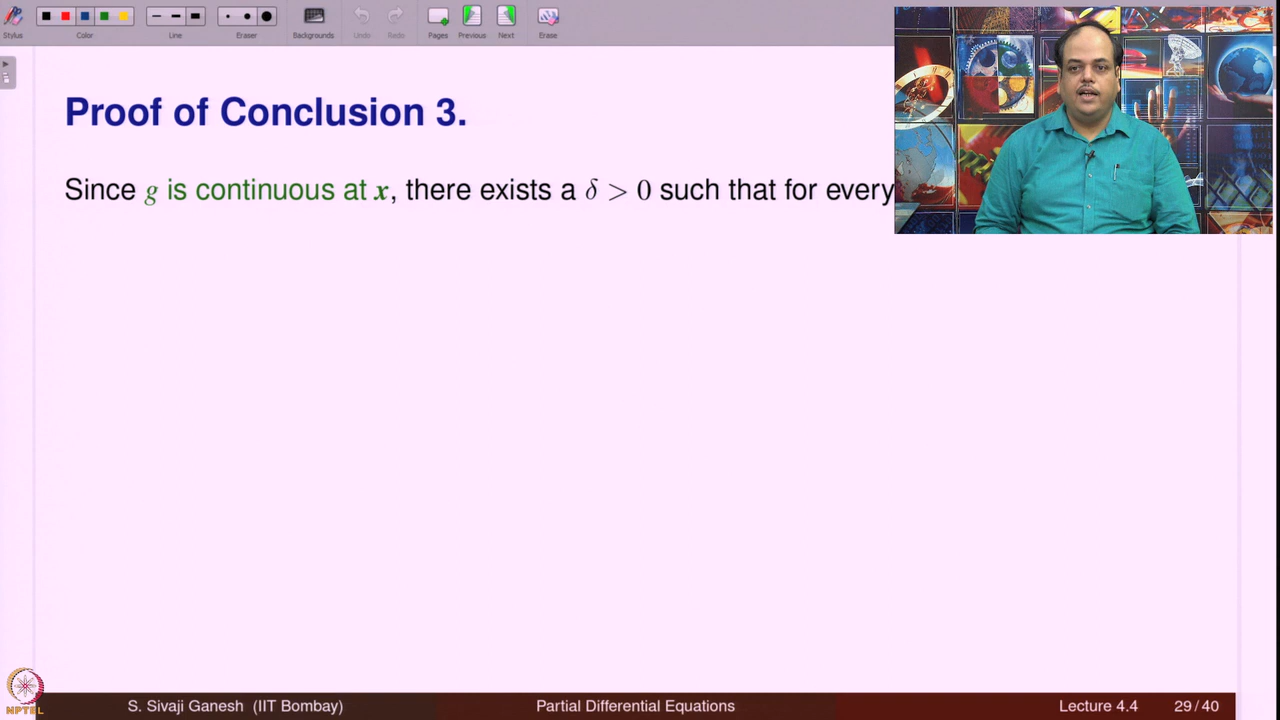 Stylus
Color
Line
Eraser
Backgrounds
Undo
Redo
Pages
Previous
Next
Erase
Proof of Conclusion 3.
Since g is continuous at x, there exists a δ > 0 such that for every
NPTEL
S. Sivaji Ganesh (IIT Bombay)
Partial Differential Equations
Lecture 4.4
29 / 40